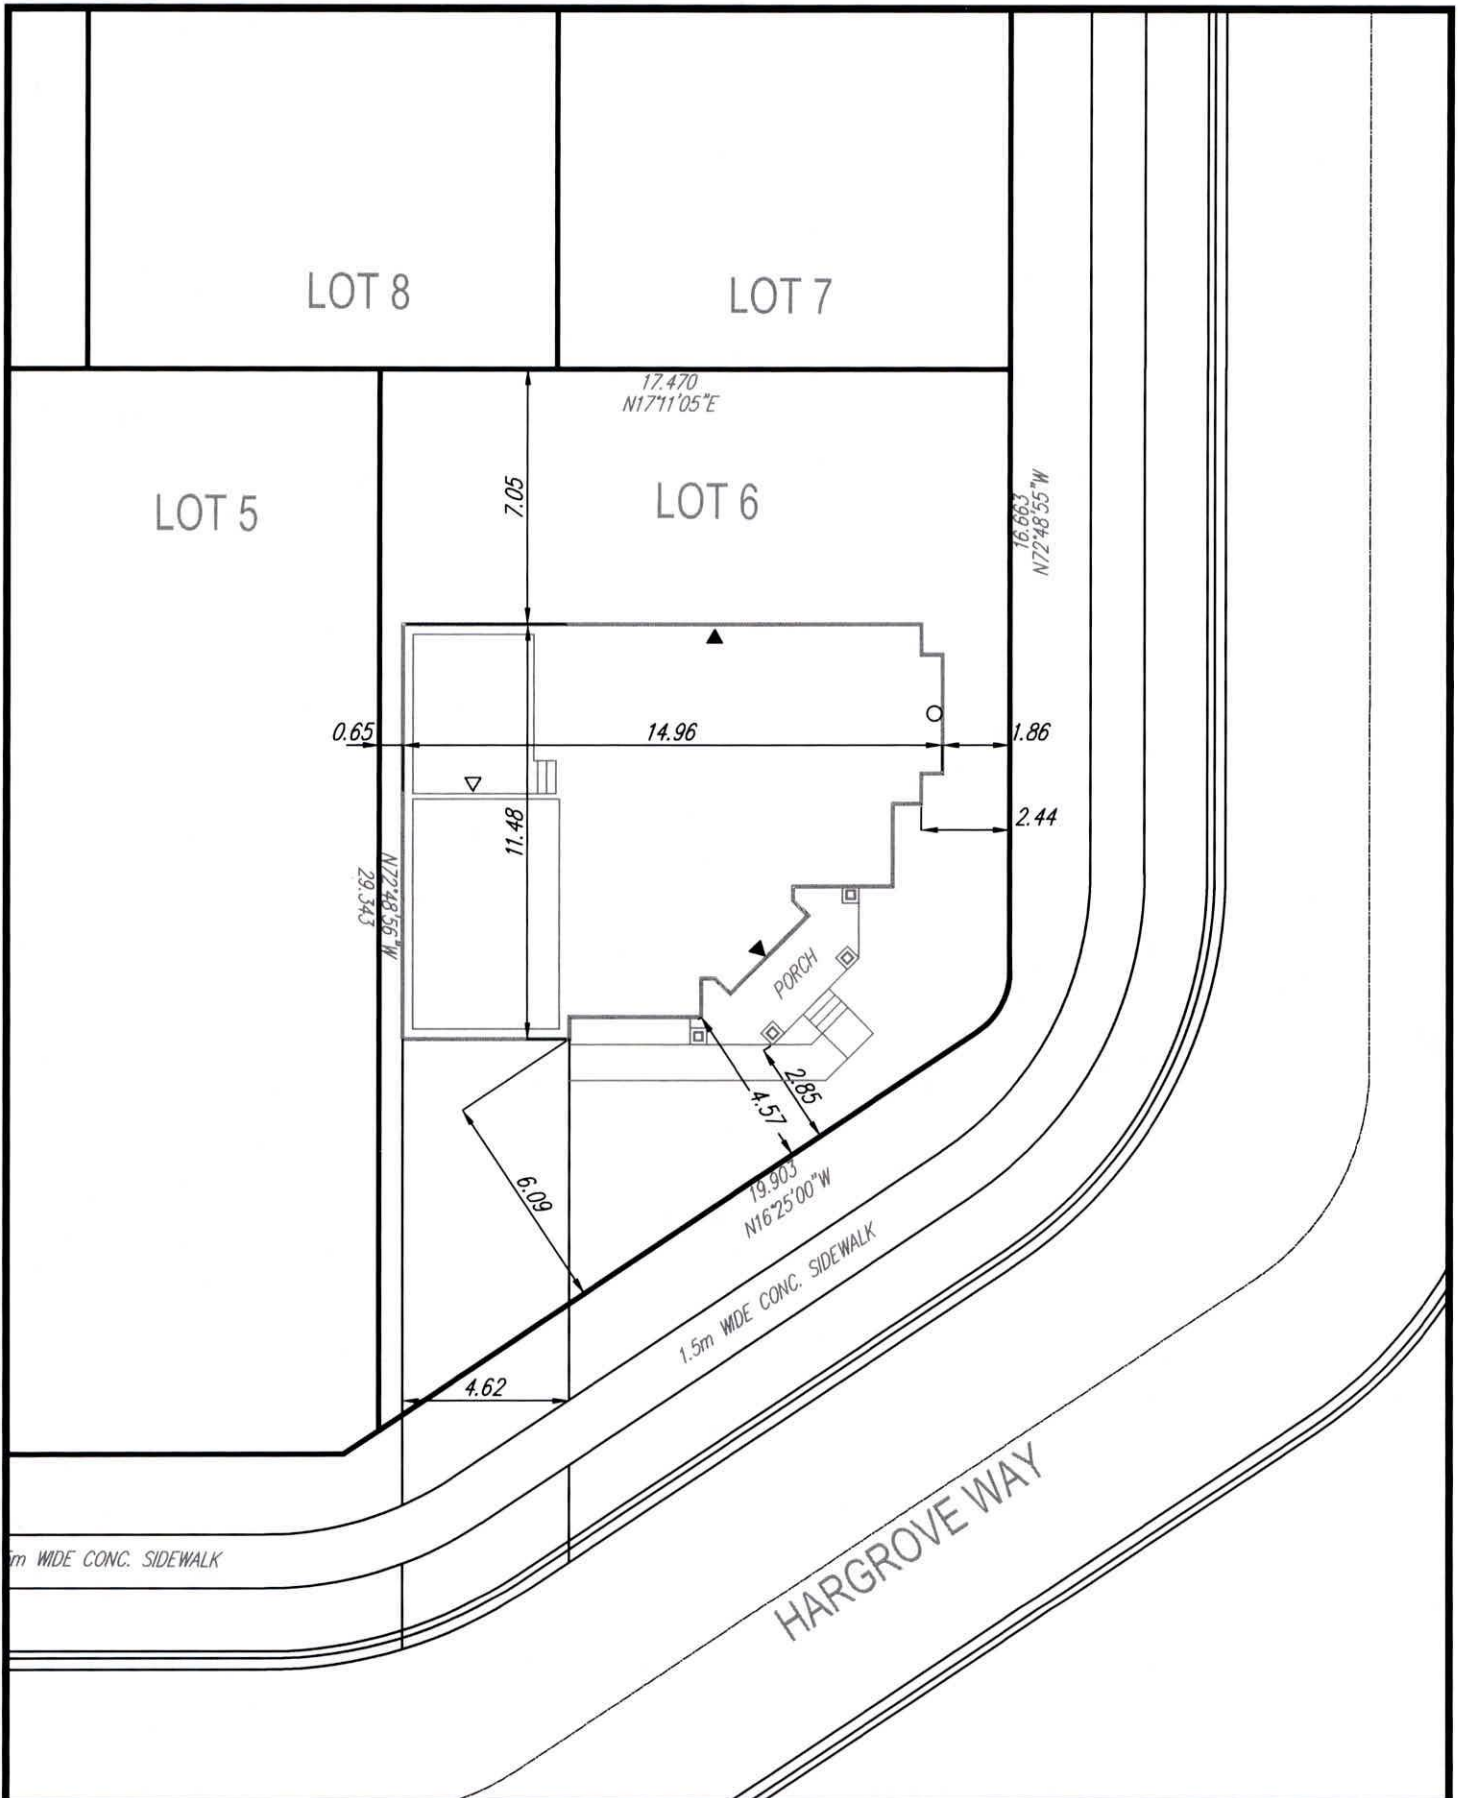 LOT 8
LOT 7
17.470
N17°11'05"E
LOT 5
7.05
LOT 6
16.663
N72°48'55"W
0.65
14.96
1.86
11.48
2.44
N72°48'56"W
29.343
PORCH
2.85
4.57
6.09
19.903
N16°25'00"W
1.5m WIDE CONC. SIDEWALK
4.62
HARGROVE WAY
m WIDE CONC. SIDEWALK